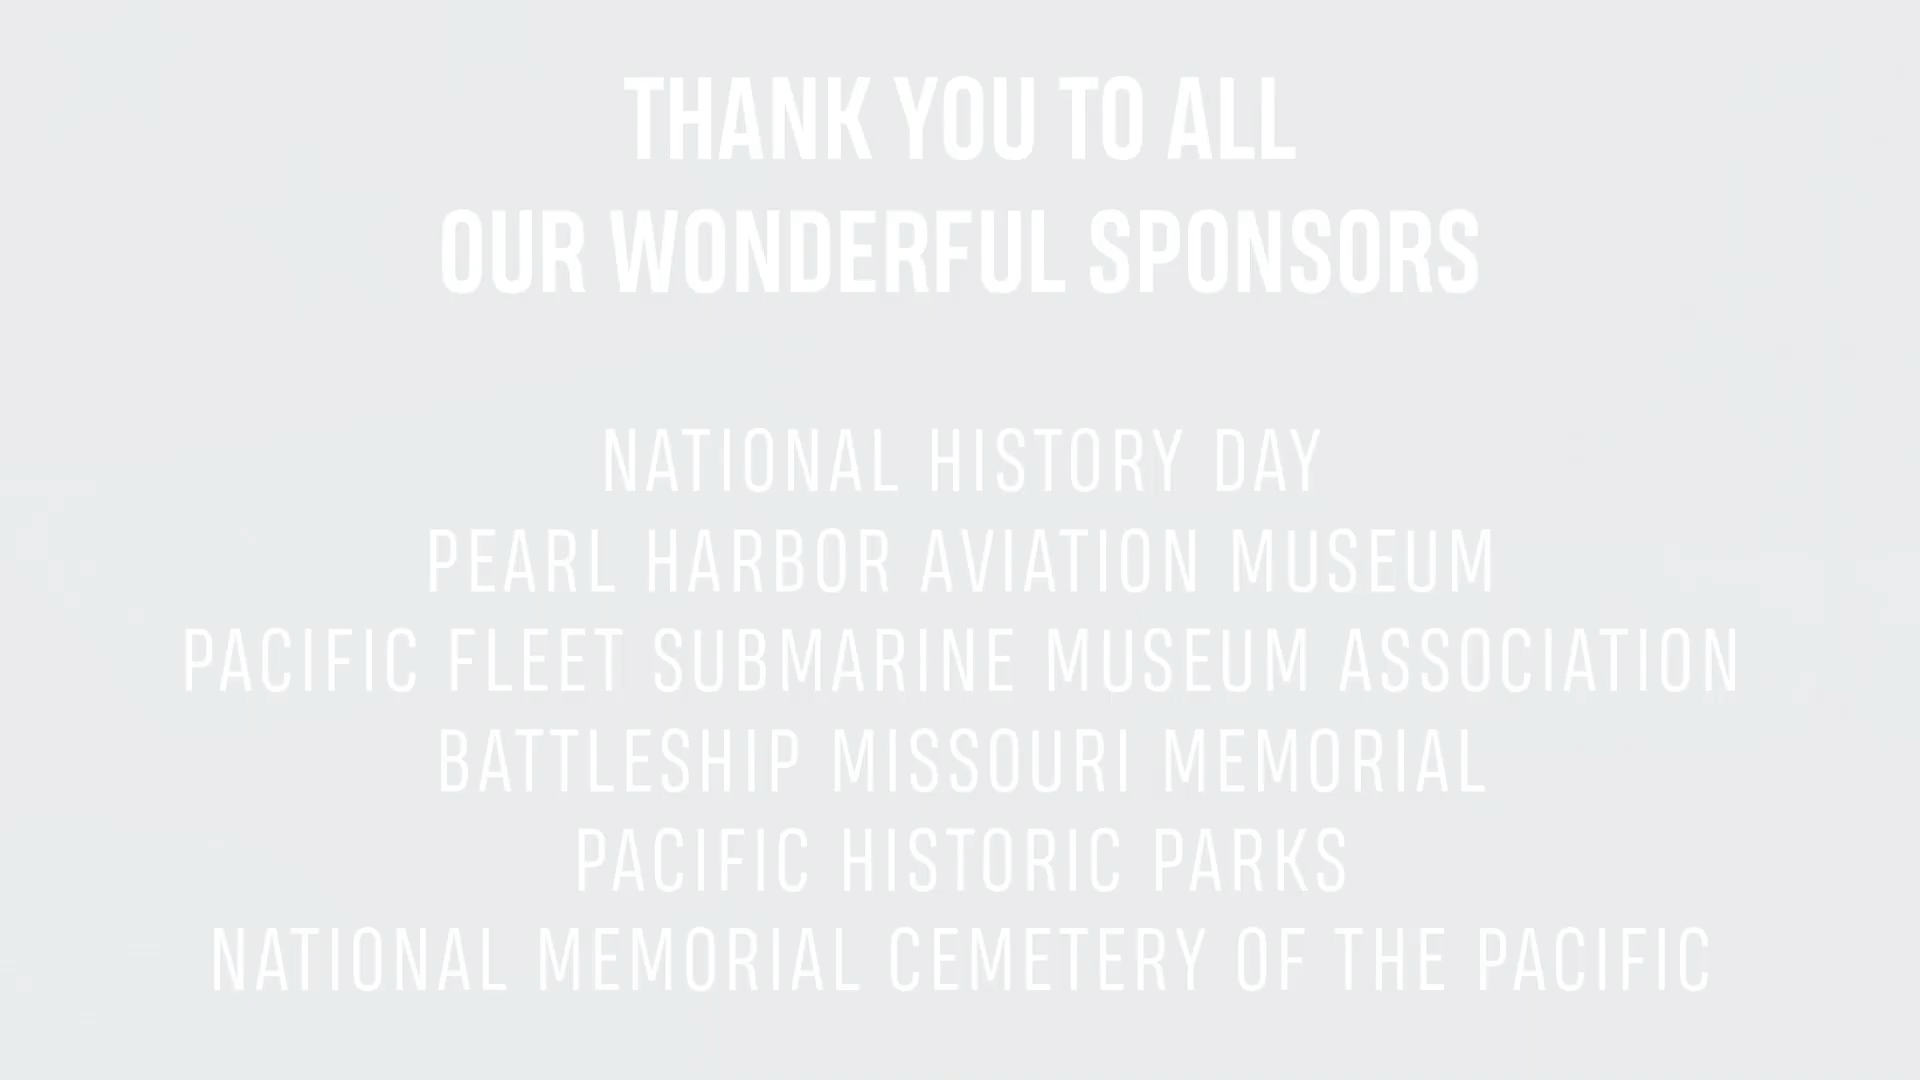 THANK YOU TO ALL
OUR WONDERFUL SPONSORS
NATIONAL HISTORY DAY
PEARL HARBOR AVIATION MUSEUM
PACIFIC FLEET SUBMARINE MUSEUM ASSOCIATION
BATTLESHIP MISSOURI MEMORIAL
PACIFIC HISTORIC PARKS
NATIONAL MEMORIAL CEMETERY OF THE PACIFIC